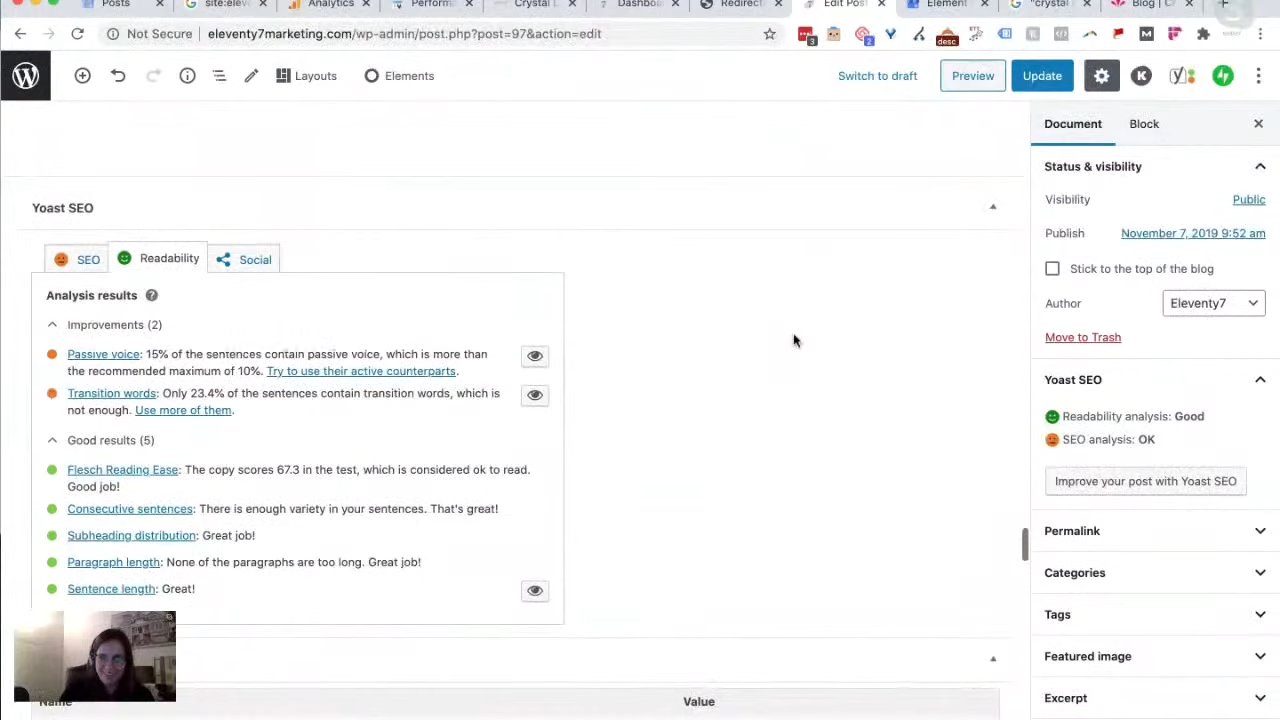 Posts
site:elev
Analytics
Perform
Crystal L
Dashboa
Redirect
Edit Post
Element
"crystal
Blog | C
Not Secure | eleventy7marketing.com/wp-admin/post.php?post=97&action=edit
3
2
desc
Layouts
Elements
Switch to draft
Preview
Update
K
Document
Block
Status & visibility
Visibility
Public
Publish
November 7, 2019 9:52 am
Stick to the top of the blog
Author
Eleventy7
Move to Trash
Yoast SEO
Readability analysis: Good
SEO analysis: OK
Improve your post with Yoast SEO
Permalink
Categories
Tags
Featured image
Excerpt
Yoast SEO
SEO
Readability
Social
Analysis results
Improvements (2)
Passive voice: 15% of the sentences contain passive voice, which is more than
the recommended maximum of 10%. Try to use their active counterparts.
Transition words: Only 23.4% of the sentences contain transition words, which is
not enough. Use more of them.
Good results (5)
Flesch Reading Ease: The copy scores 67.3 in the test, which is considered ok to read.
Good job!
Consecutive sentences: There is enough variety in your sentences. That's great!
Subheading distribution: Great job!
Paragraph length: None of the paragraphs are too long. Great job!
Sentence length: Great!
Name
Value